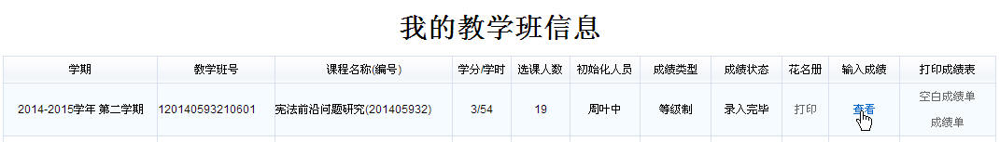 我的教学班信息
学期 教学班号 课程名称(编号) 学分/学时 选课人数 初始化人员 成绩类型 成绩状态 花名册 输入成绩 打印成绩表
2014-2015学年 第二学期 120140593210601 宪法前沿问题研究(201405932) 3/54 19 周叶中 等级制 录入完毕 打印 查看 空白成绩单
成绩单